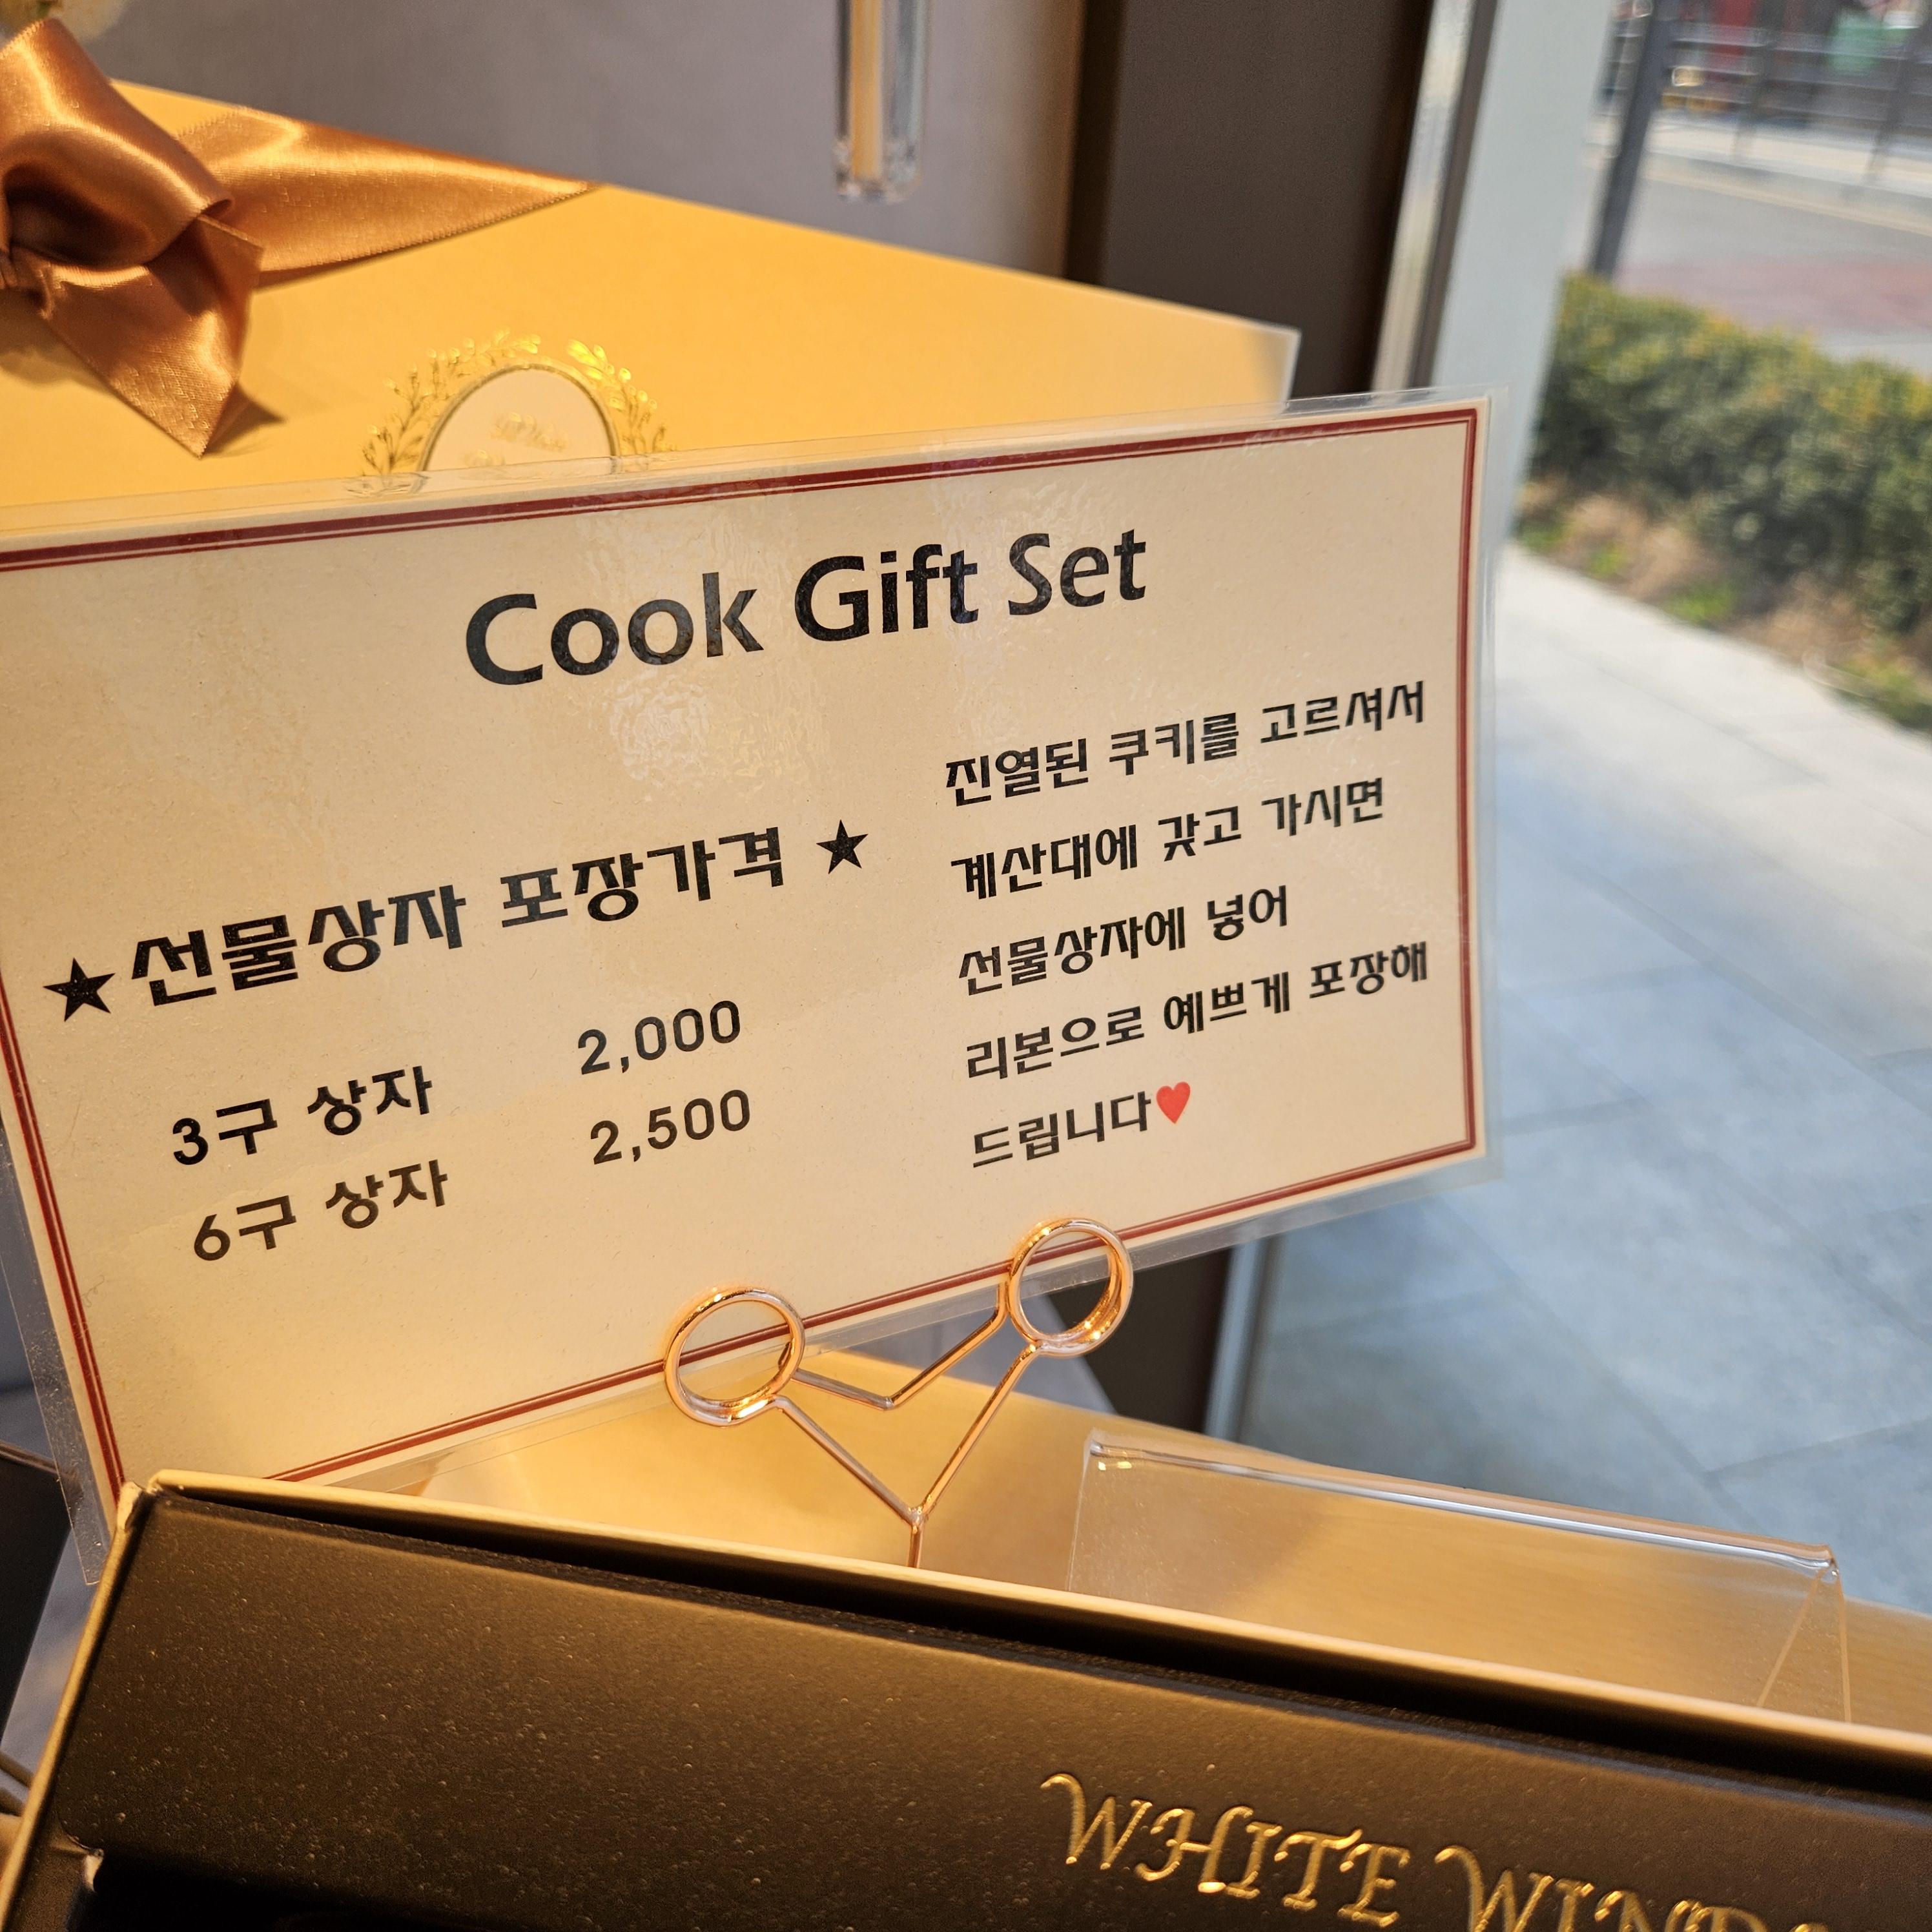 Cook Gift Set
★선물상자 포장가격 ★
3구 상자 2,000
6구 상자 2,500
진열된 쿠키를 고르셔서
계산대에 갖고 가시면
선물상자에 넣어
리본으로 예쁘게 포장해
드립니다♥
WHITE